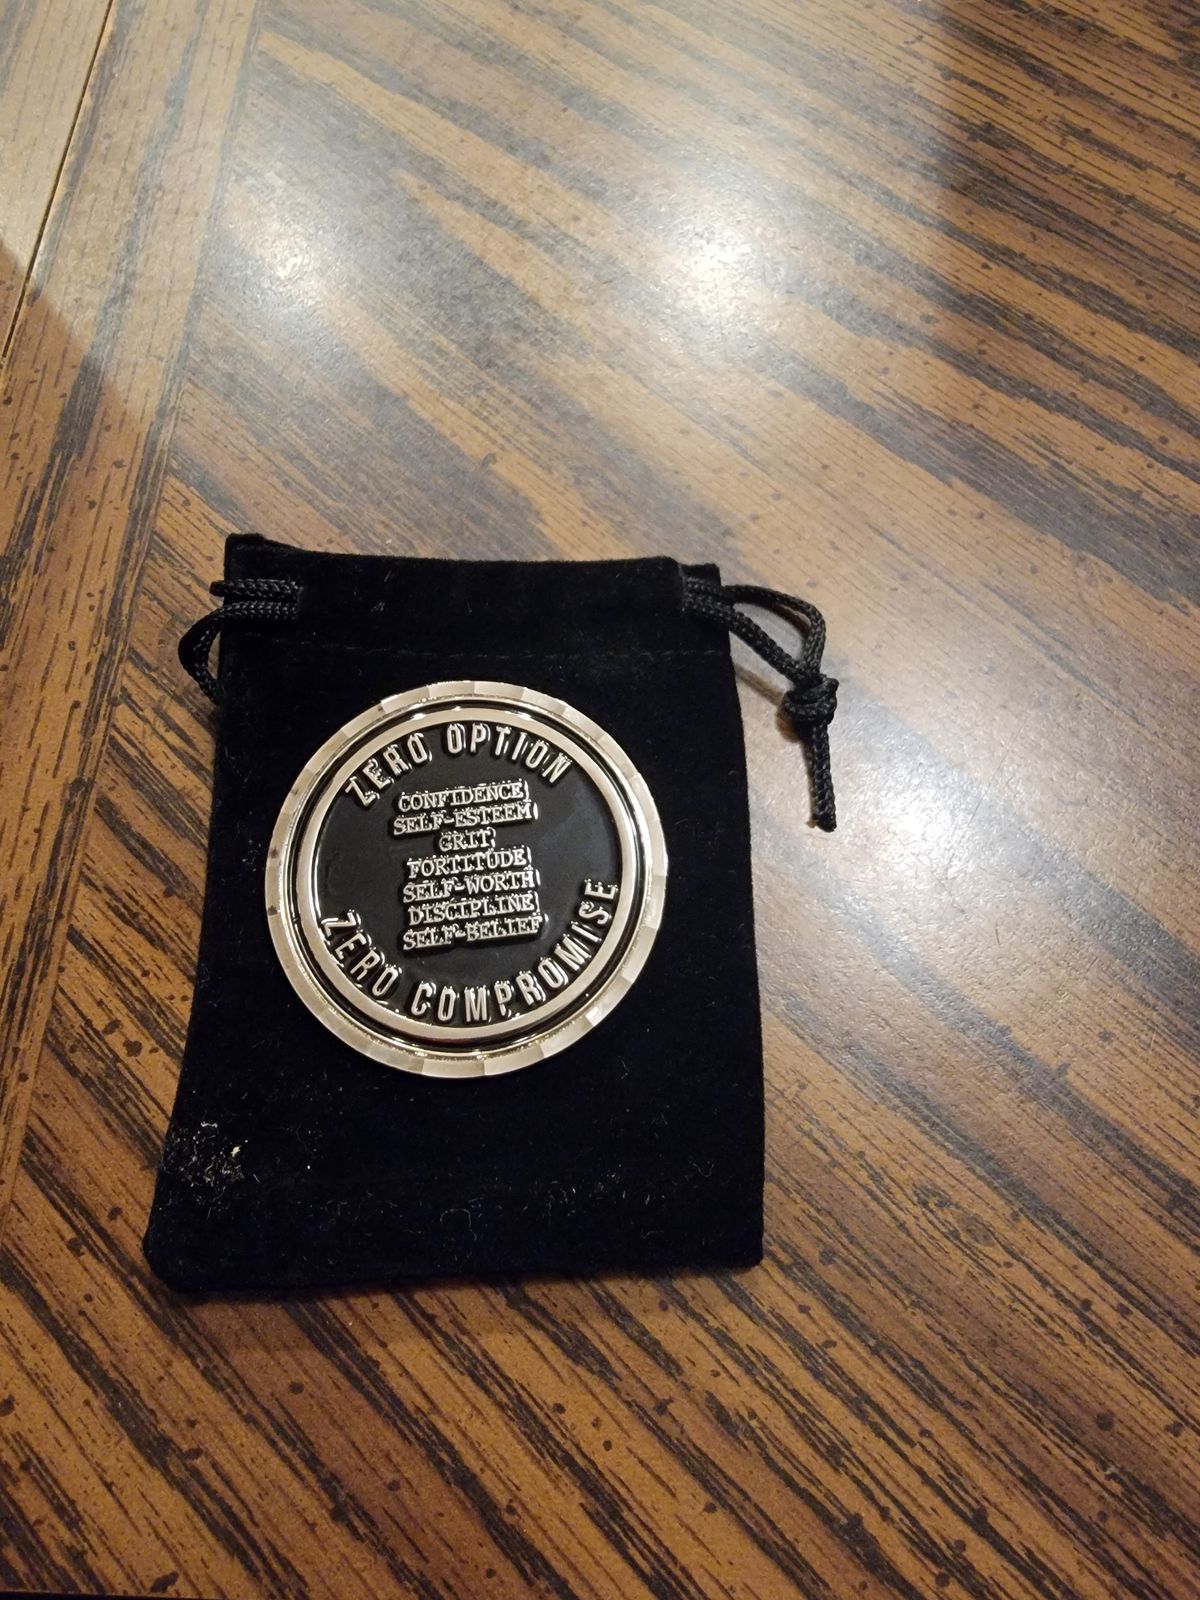 ZERO OPTION
CONFIDENCE
SELF-ESTEEM
GRIT
FORTITUDE
SELF-WORTH
DISCIPLINE
SELF-BELIEF
ZERO COMPROMISE